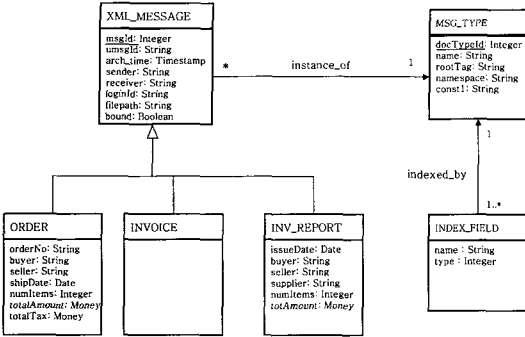 XML_MESSAGE
msgId: Integer
umsgId: String
arch_time: Timestamp
sender: String
receiver: String
loginId: String
filepath: String
bound: Boolean
MSG_TYPE
docTypeId: Integer
name: String
rootTag: String
namespace: String
const1: String
* instance_of 1
1
indexed_by
1..*
ORDER
orderNo: String
buyer: String
seller: String
shipDate: Date
numItems: Integer
totalAmount: Money
totalTax: Money
INVOICE
INV_REPORT
issueDate: Date
buyer: String
seller: String
supplier: String
numItems: Integer
totAmount: Money
INDEX_FIELD
name : String
type : Integer